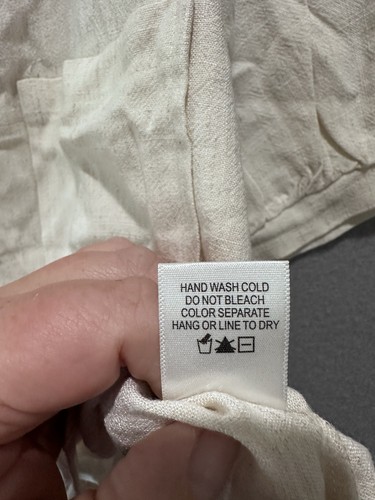 HAND WASH COLD
DO NOT BLEACH
COLOR SEPARATE
HANG OR LINE TO DRY